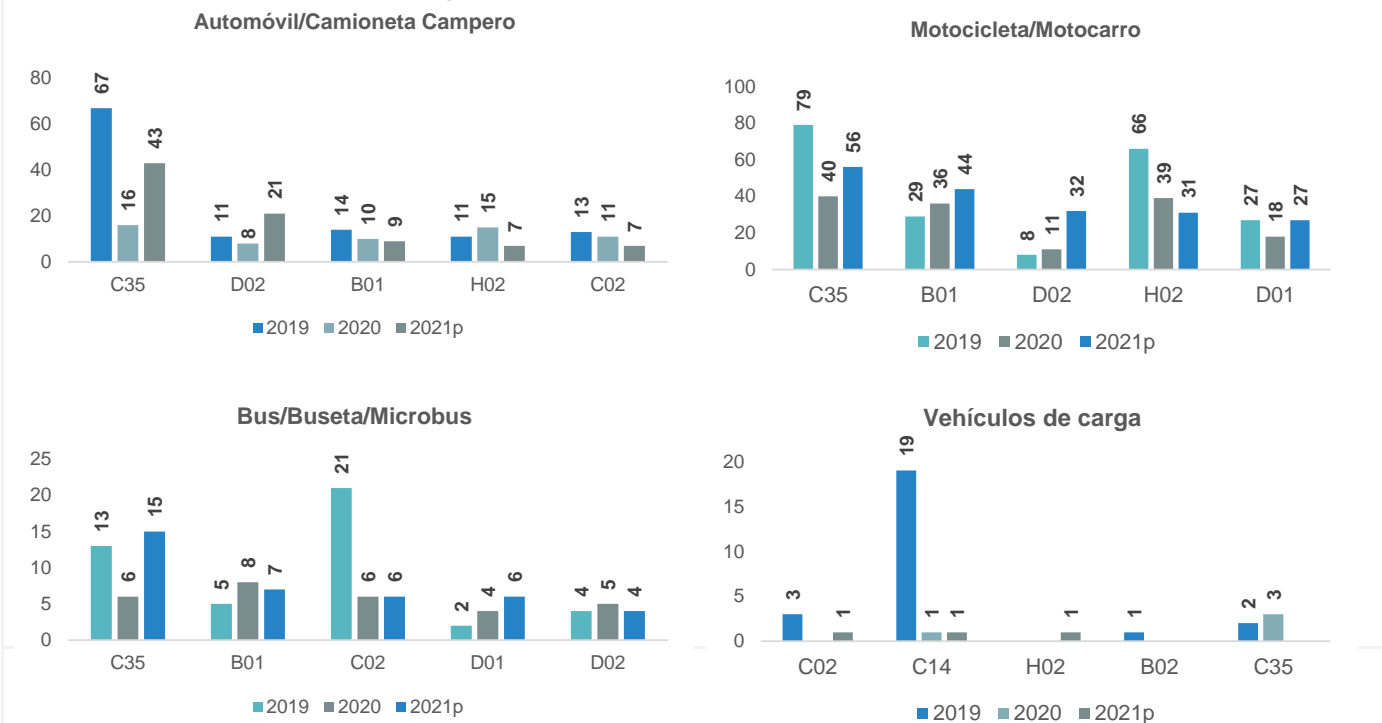 Automóvil/Camioneta Campero
80
60
40
20
0
67 16 43
11 8 21
14 10 9
11 15 7
13 11 7
C35 D02 B01 H02 C02
2019 2020 2021p
Motocicleta/Motocarro
100
80
60
40
20
0
79 40 56
29 36 44
8 11 32
66 39 31
27 18 27
C35 B01 D02 H02 D01
2019 2020 2021p
Bus/Buseta/Microbus
25
20
15
10
5
0
13 6 15
5 8 7
21 6 6
2 4 6
4 5 4
C35 B01 C02 D01 D02
2019 2020 2021p
Vehículos de carga
20
15
10
5
0
3 1
19 1 1
1
1
2 3
C02 C14 H02 B02 C35
2019 2020 2021p